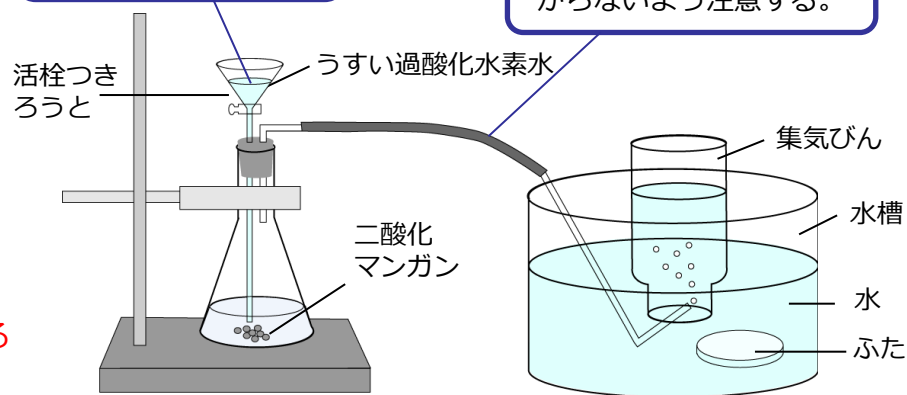 からないよう注意する。
活栓つき
ろうと
うすい過酸化水素水
集気びん
水槽
二酸化
マンガン
水
ふた
る